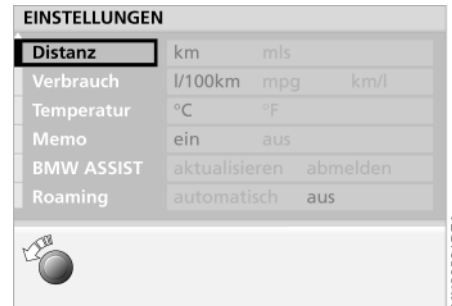 EINSTELLUNGEN
Distanz km mls
Verbrauch l/100km mpg km/l
Temperatur °C °F
Memo ein aus
BMW ASSIST aktualisieren abmelden
Roaming automatisch aus